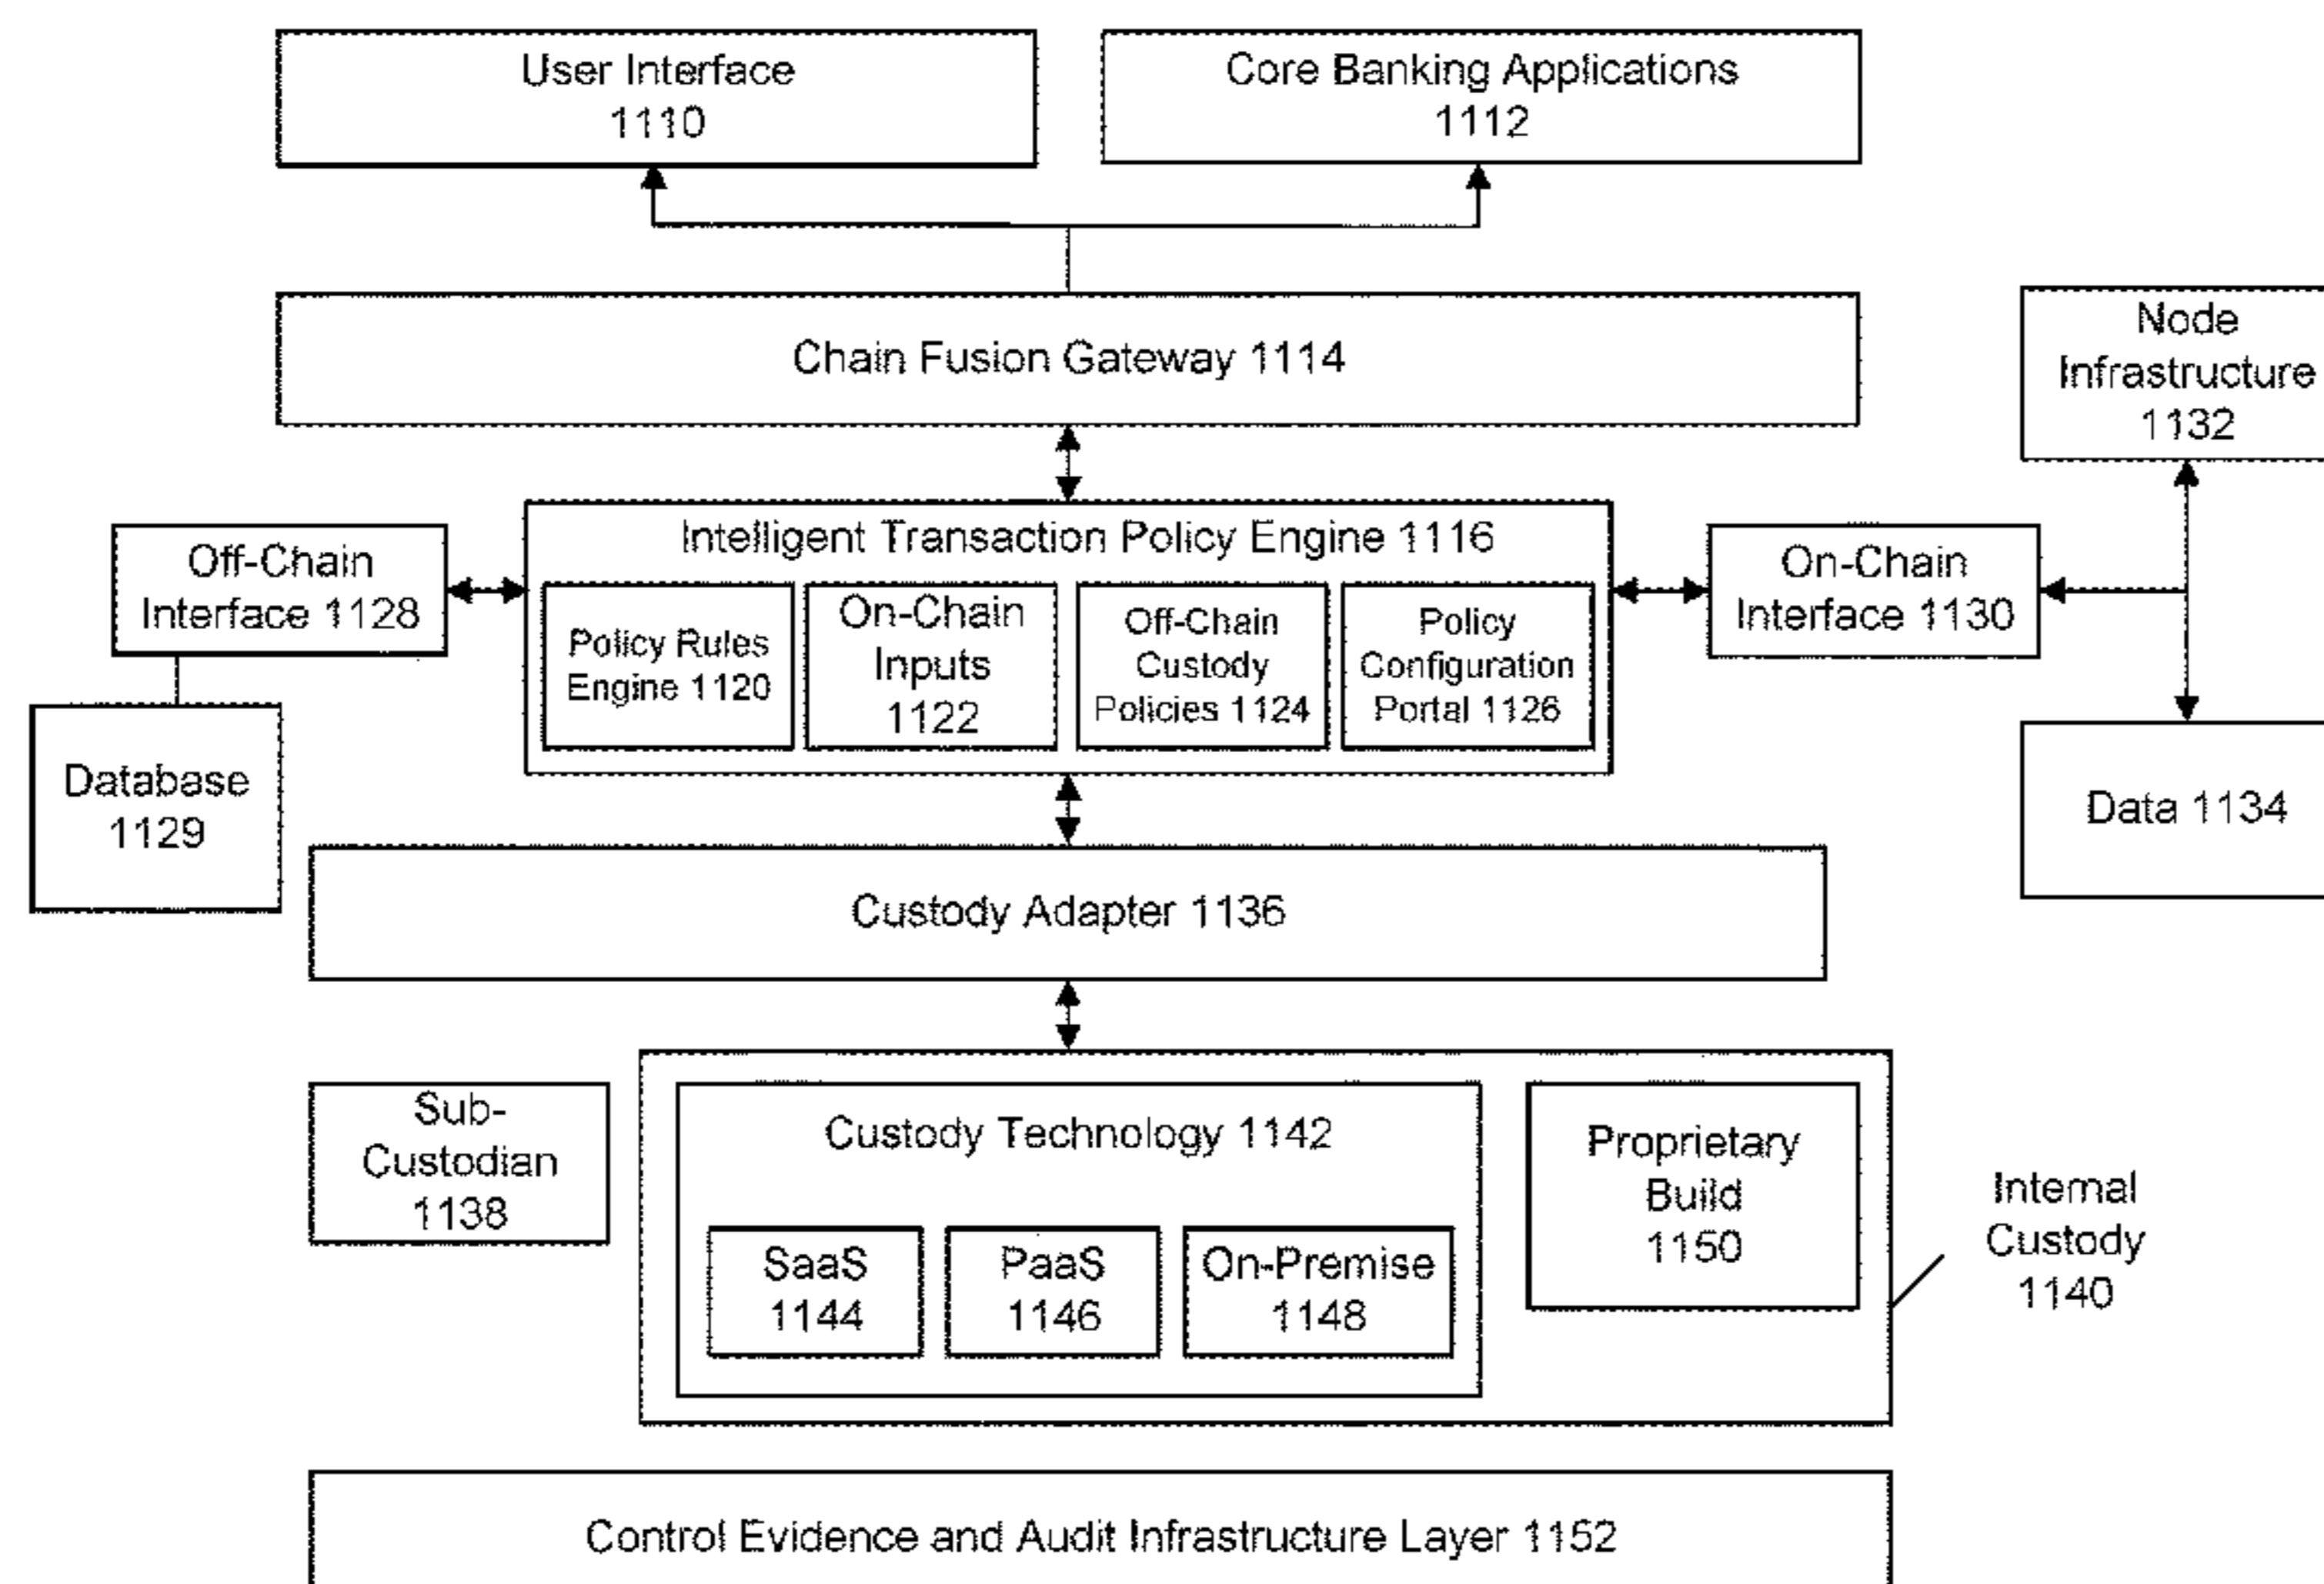 User Interface
1110
Core Banking Applications
1112
Chain Fusion Gateway 1114
Node
Infrastructure
1132
Intelligent Transaction Policy Engine 1116
Off-Chain
Interface 1128
Policy Rules
Engine 1120
On-Chain
Inputs
1122
Off-Chain
Custody
Policies 1124
Policy
Configuration
Portal 1126
On-Chain
Interface 1130
Database
1129
Data 1134
Custody Adapter 1136
Sub-
Custodian
1138
Custody Technology 1142
SaaS
1144
PaaS
1146
On-Premise
1148
Proprietary
Build
1150
Internal
Custody
1140
Control Evidence and Audit Infrastructure Layer 1152